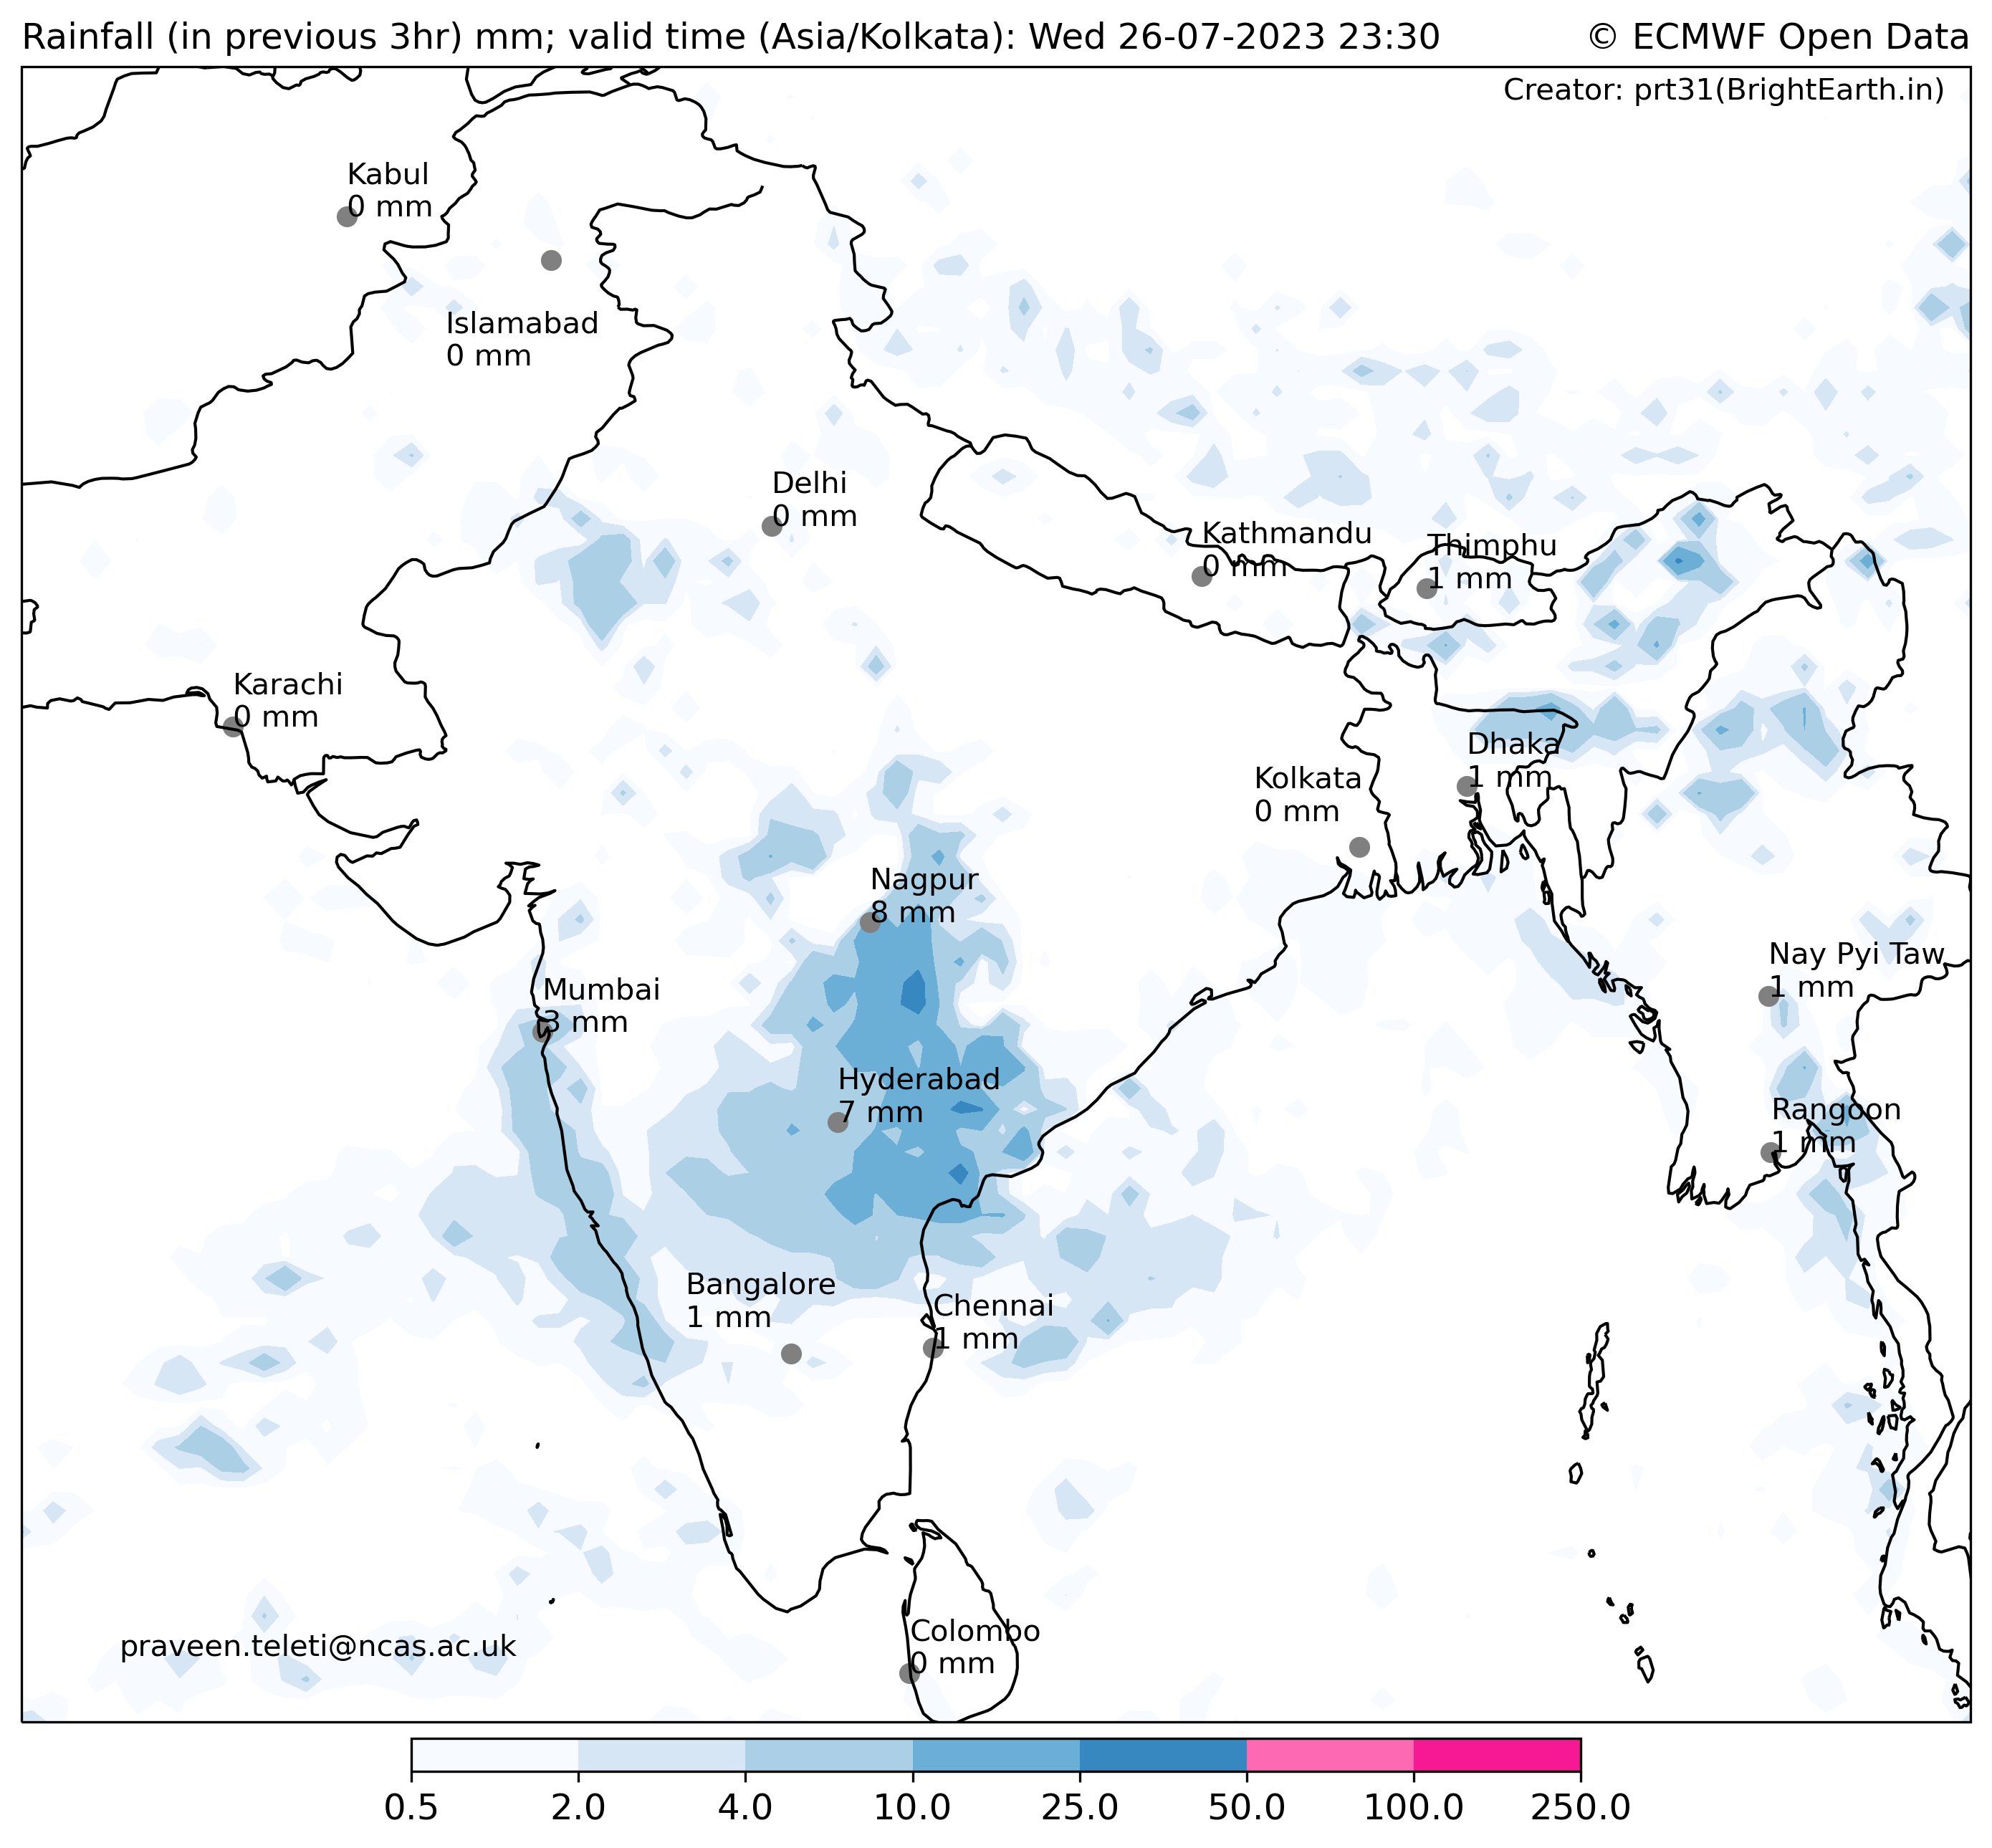 Rainfall (in previous 3hr) mm; valid time (Asia/Kolkata): Wed 26-07-2023 23:30
© ECMWF Open Data
Creator: prt31(BrightEarth.in)
Kabul
0 mm
Islamabad
0 mm
Delhi
0 mm
Kathmandu
0 mm
Thimphu
1 mm
Karachi
0 mm
Dhaka
1 mm
Kolkata
0 mm
Nagpur
8 mm
Nay Pyi Taw
1 mm
Mumbai
3 mm
Hyderabad
7 mm
Rangoon
1 mm
Bangalore
1 mm
Chennai
1 mm
Colombo
0 mm
praveen.teleti@ncas.ac.uk
0.5 2.0 4.0 10.0 25.0 50.0 100.0 250.0